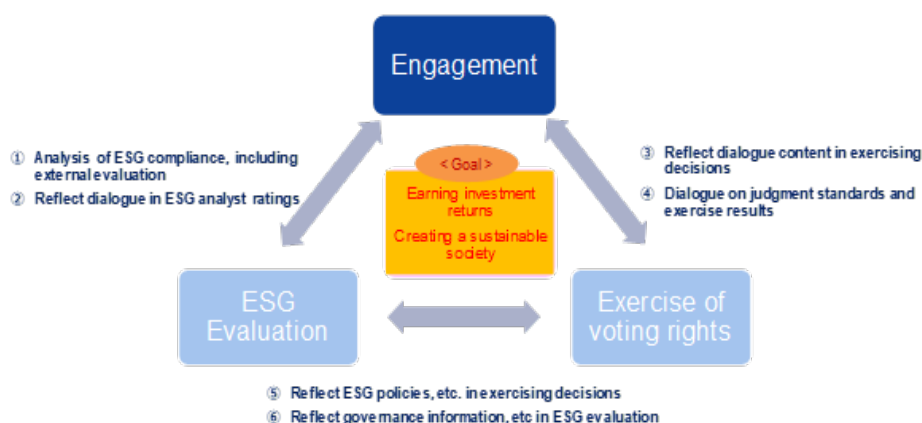 Engagement
① Analysis of ESG compliance, including
external evaluation
② Reflect dialogue in ESG analyst ratings
< Goal >
Earning investment
returns
Creating a sustainable
society
③ Reflect dialogue content in exercising
decisions
④ Dialogue on judgment standards and
exercise results
ESG
Evaluation
Exercise of
voting rights
⑤ Reflect ESG policies, etc. in exercising decisions
⑥ Reflect governance information, etc in ESG evaluation